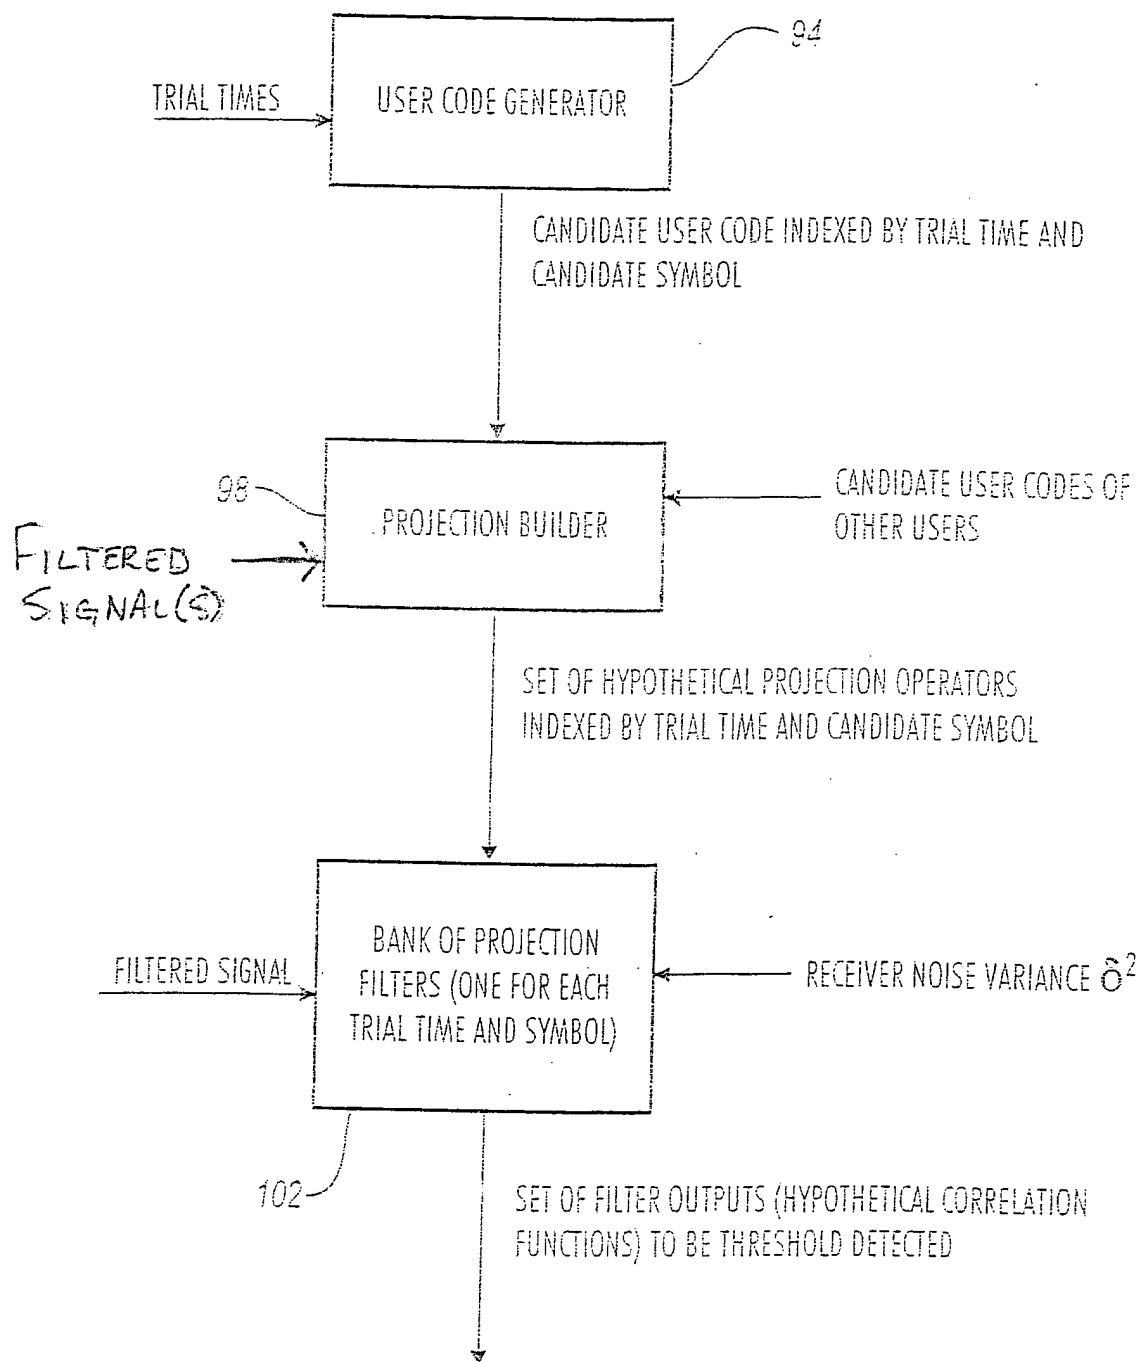 94
TRIAL TIMES
USER CODE GENERATOR
CANDIDATE USER CODE INDEXED BY TRIAL TIME AND
CANDIDATE SYMBOL
98
PROJECTION BUILDER
CANDIDATE USER CODES OF
OTHER USERS
FILTERED
SIGNAL(S)
SET OF HYPOTHETICAL PROJECTION OPERATORS
INDEXED BY TRIAL TIME AND CANDIDATE SYMBOL
BANK OF PROJECTION
FILTERS (ONE FOR EACH
TRIAL TIME AND SYMBOL)
FILTERED SIGNAL
RECEIVER NOISE VARIANCE δ̂²
102
SET OF FILTER OUTPUTS (HYPOTHETICAL CORRELATION
FUNCTIONS) TO BE THRESHOLD DETECTED